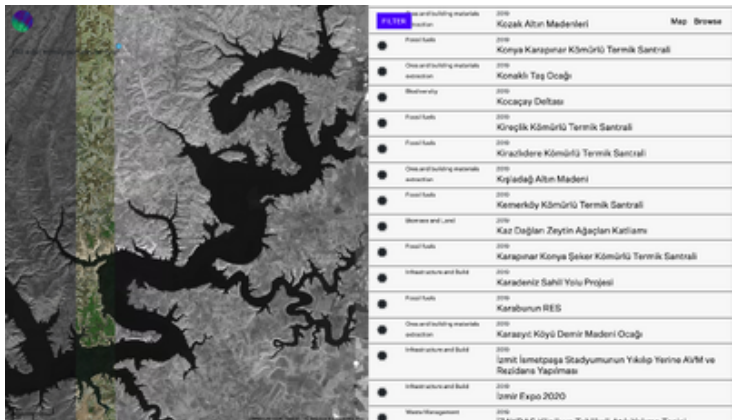 FILTER
Map Browse
Ores and building materials extraction
2019
Kozak Altın Madenleri
Fossil fuels
2019
Konya Karapınar Kömürlü Termik Santrali
Ores and building materials extraction
2019
Konaklı Taş Ocağı
Biodiversity
2019
Kocaçay Deltası
Fossil fuels
2019
Kireçlik Kömürlü Termik Santrali
Fossil fuels
2019
Kirazlıdere Kömürlü Termik Santrali
Ores and building materials extraction
2019
Kışladağ Altın Madeni
Fossil fuels
2019
Kemerköy Kömürlü Termik Santrali
Biomass and Land
2019
Kaz Dağları Zeytin Ağaçları Katliamı
Fossil fuels
2019
Karapınar Konya Şeker Kömürlü Termik Santrali
Infrastructure and Build
2019
Karadeniz Sahil Yolu Projesi
Fossil fuels
2019
Karaburun RES
Ores and building materials extraction
2019
Karazyıt Köyü Demir Madeni Ocağı
Infrastructure and Build
2019
İzmit İsmetpaşa Stadyumunun Yıkılıp Yerine AVM ve
Rezidans Yapılması
Infrastructure and Build
2019
İzmir Expo 2020
Waste Management
2019